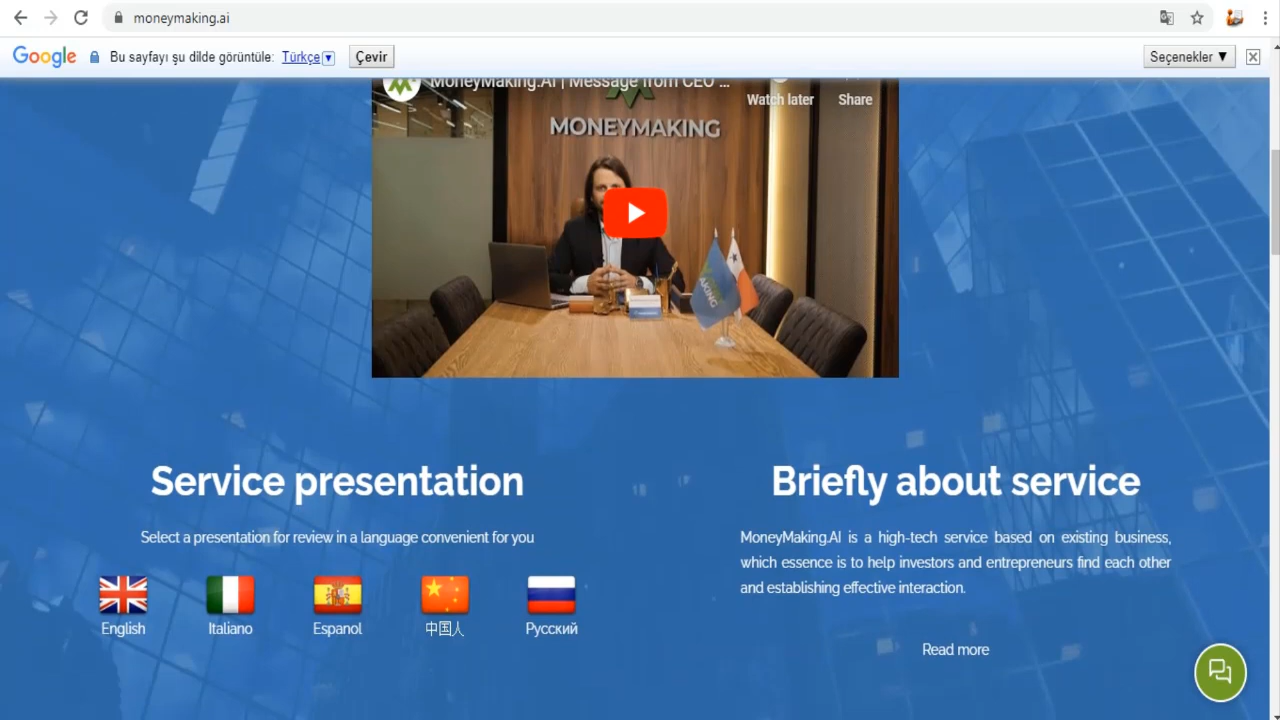 moneymaking.ai
Google Bu sayfayı şu dilde görüntüle: Türkçe▼ Çevir Seçenekler ▼
MoneyMaking.AI | Message from CEO ...
Watch later Share
MONEYMAKING
Service presentation
Select a presentation for review in a language convenient for you
English Italiano Espanol 中国人 Русский
Briefly about service
MoneyMaking.AI is a high-tech service based on existing business,
which essence is to help investors and entrepreneurs find each other
and establishing effective interaction.
Read more